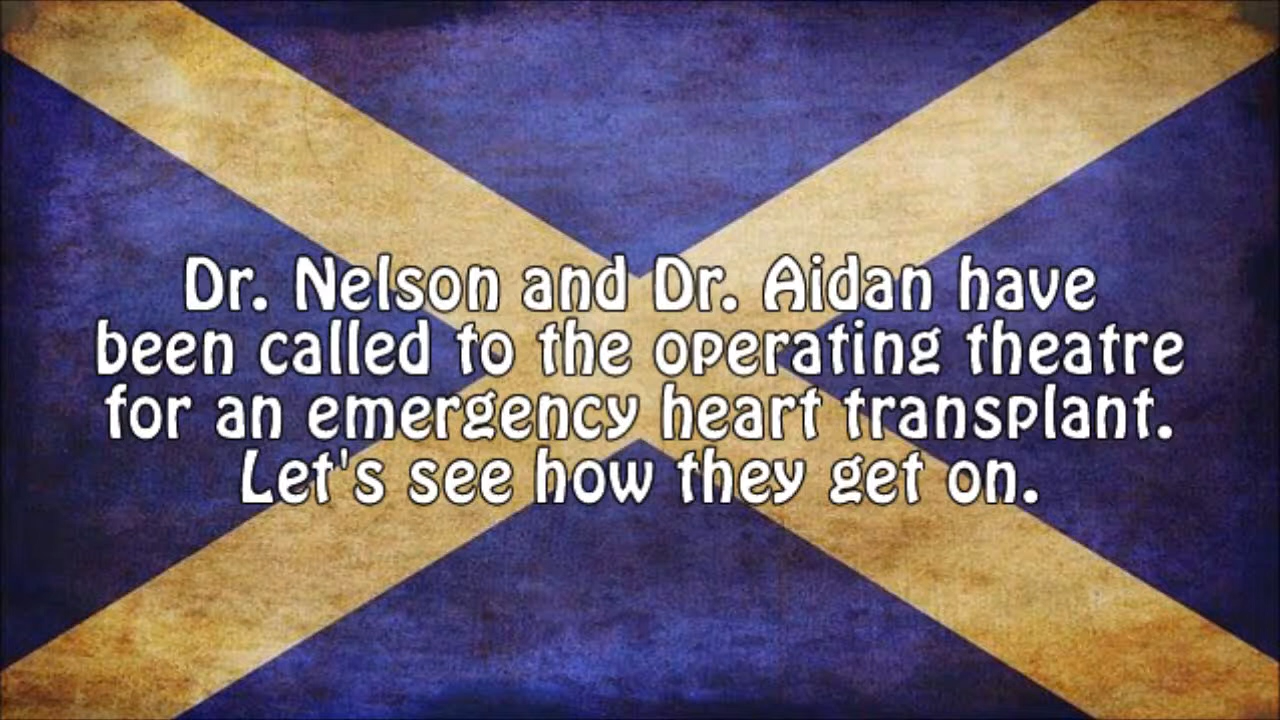 Dr. Nelson and Dr. Aidan have
been called to the operating theatre
for an emergency heart transplant.
Let's see how they get on.